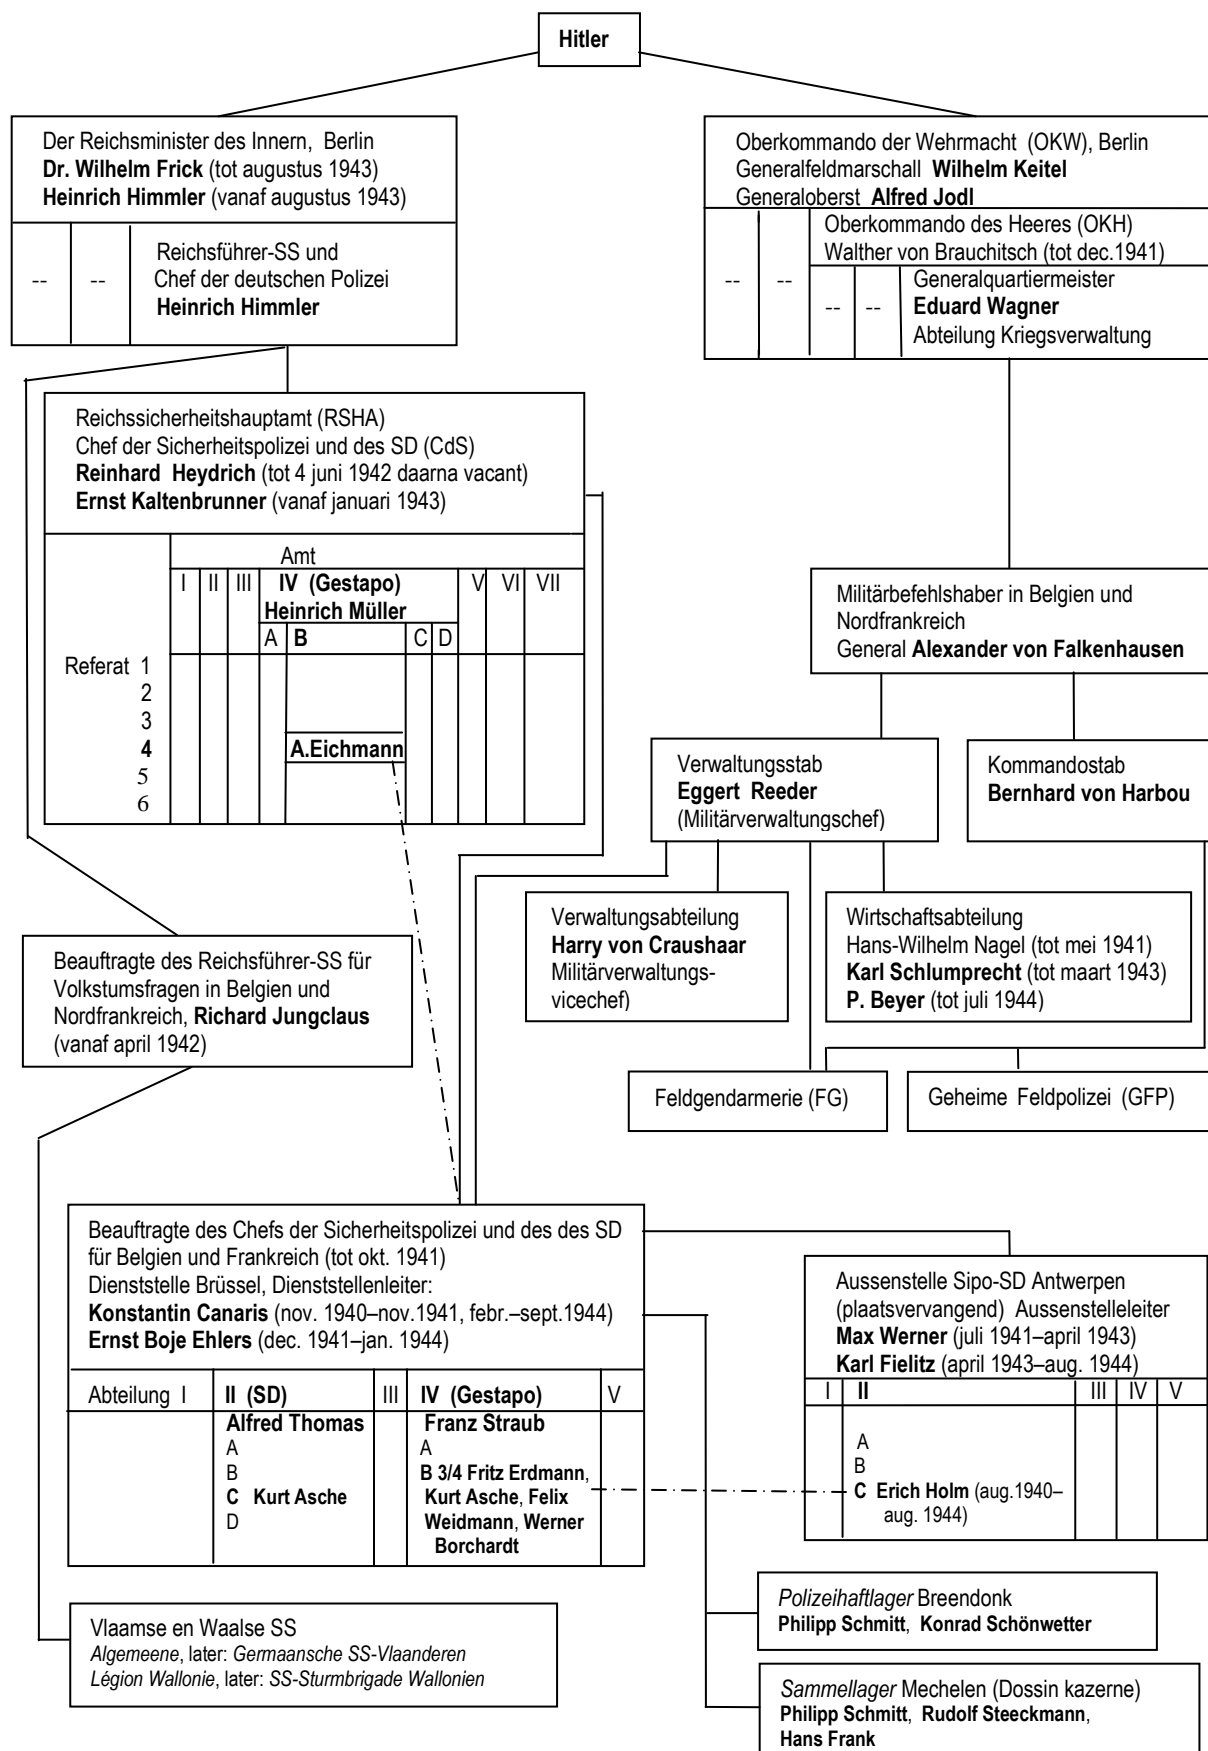 Hitler
Der Reichsminister des Innern, Berlin
Dr. Wilhelm Frick (tot augustus 1943)
Heinrich Himmler (vanaf augustus 1943)
-- --
Reichsführer-SS und
Chef der deutschen Polizei
Heinrich Himmler
Oberkommando der Wehrmacht (OKW), Berlin
Generalfeldmarschall Wilhelm Keitel
Generaloberst Alfred Jodl
Oberkommando des Heeres (OKH)
Walther von Brauchitsch (tot dec.1941)
-- -- -- --
Generalquartiermeister
Eduard Wagner
Abteilung Kriegsverwaltung
Reichssicherheitshauptamt (RSHA)
Chef der Sicherheitspolizei und des SD (CdS)
Reinhard Heydrich (tot 4 juni 1942 daarna vacant)
Ernst Kaltenbrunner (vanaf januari 1943)
Amt
I II III IV (Gestapo) V VI VII
Heinrich Müller
A B C D
Referat 1
2
3
4 A.Eichmann
5
6
Militärbefehlshaber in Belgien und
Nordfrankreich
General Alexander von Falkenhausen
Verwaltungsstab
Eggert Reeder
(Militärverwaltungschef)
Kommandostab
Bernhard von Harbou
Verwaltungsabteilung
Harry von Craushaar
Militärverwaltungs-
vicechef)
Wirtschaftsabteilung
Hans-Wilhelm Nagel (tot mei 1941)
Karl Schlumprecht (tot maart 1943)
P. Beyer (tot juli 1944)
Beauftragte des Reichsführer-SS für
Volkstumsfragen in Belgien und
Nordfrankreich, Richard Jungclaus
(vanaf april 1942)
Feldgendarmerie (FG)
Geheime Feldpolizei (GFP)
Beauftragte des Chefs der Sicherheitspolizei und des des SD
für Belgien und Frankreich (tot okt. 1941)
Dienststelle Brüssel, Dienststellenleiter:
Konstantin Canaris (nov. 1940–nov.1941, febr.–sept.1944)
Ernst Boje Ehlers (dec. 1941–jan. 1944)
Abteilung I II (SD) III IV (Gestapo) V
Alfred Thomas
A
B
C Kurt Asche
D
Franz Straub
A
B 3/4 Fritz Erdmann,
Kurt Asche, Felix
Weidmann, Werner
Borchardt
Aussenstelle Sipo-SD Antwerpen
(plaatsvervangend) Aussenstelleleiter
Max Werner (juli 1941–april 1943)
Karl Fielitz (april 1943–aug. 1944)
I II III IV V
A
B
C Erich Holm (aug.1940–
aug. 1944)
Polizeihaftlager Breendonk
Philipp Schmitt, Konrad Schönwetter
Vlaamse en Waalse SS
Algemeene, later: Germaansche SS-Vlaanderen
Légion Wallonie, later: SS-Sturmbrigade Wallonien
Sammellager Mechelen (Dossin kazerne)
Philipp Schmitt, Rudolf Steeckmann,
Hans Frank